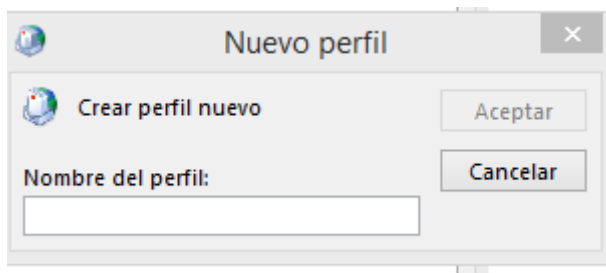 Nuevo perfil
Crear perfil nuevo
Aceptar
Nombre del perfil:
Cancelar